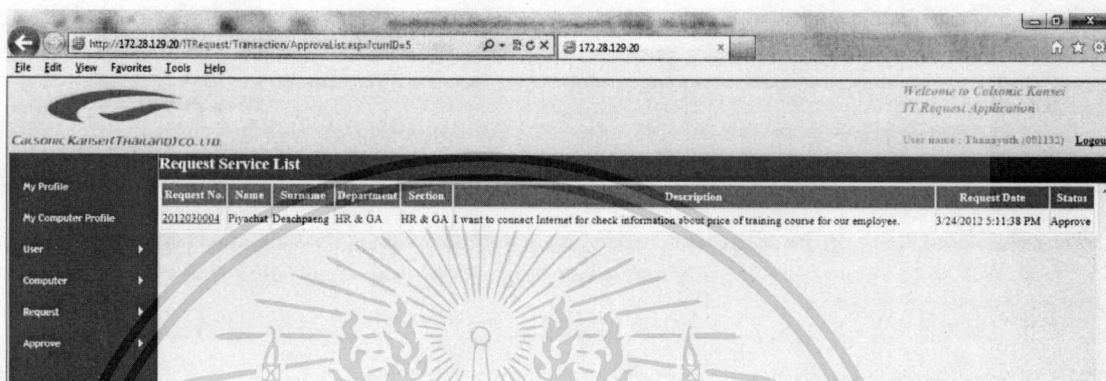 http://172.28.129.20/ITRequest/Transaction/ApproveList.aspx?curID=5
172.28.129.20
File Edit View Favorites Tools Help
Welcome to Calsonic Kansei
IT Request Application
Calsonic Kansei (Thailand) CO., LTD.
User name : Thanayuth (091132) Logou
Request Service List
My Profile
My Computer Profile
User
Computer
Request
Approve
Request No. Name Surname Department Section Description Request Date Status
2012030004 Piyachat Deachpaeng HR & GA HR & GA I want to connect Internet for check information about price of training course for our employee. 3/24/2012 5:11:38 PM Approve